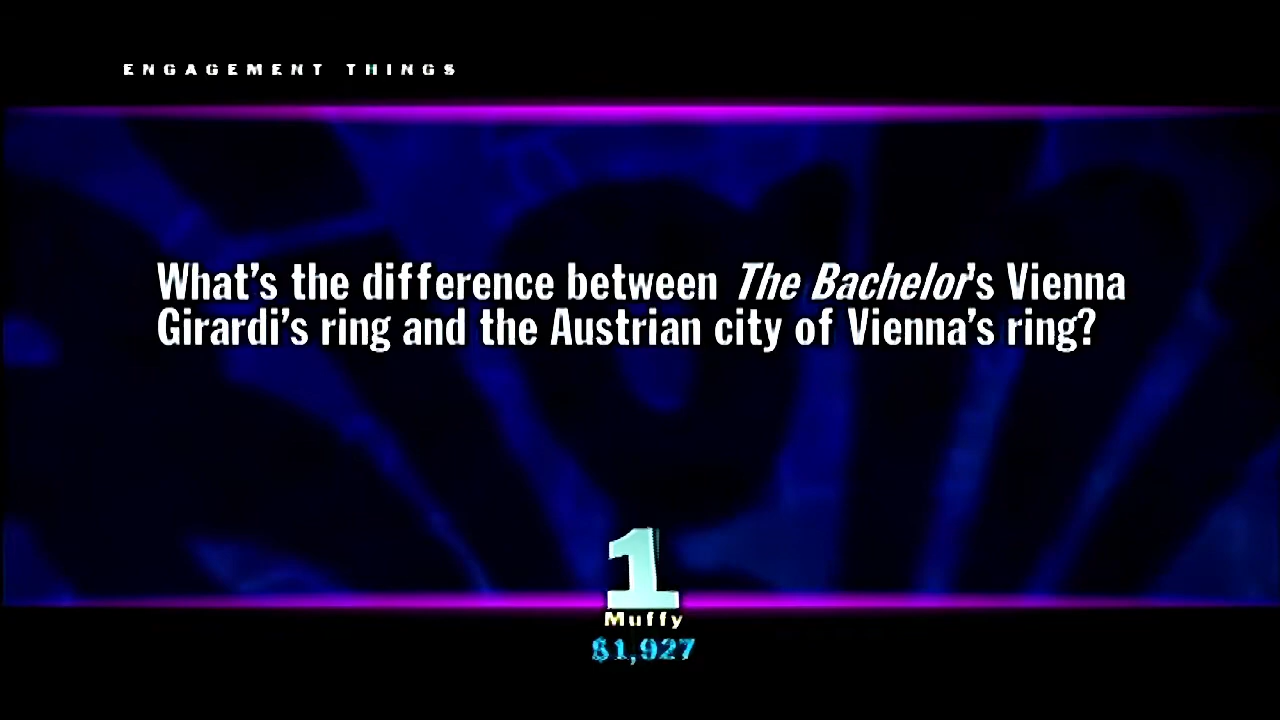 ENGAGEMENT THINGS
What's the difference between The Bachelor's Vienna
Girardi's ring and the Austrian city of Vienna's ring?
1
Muffy
$1,927